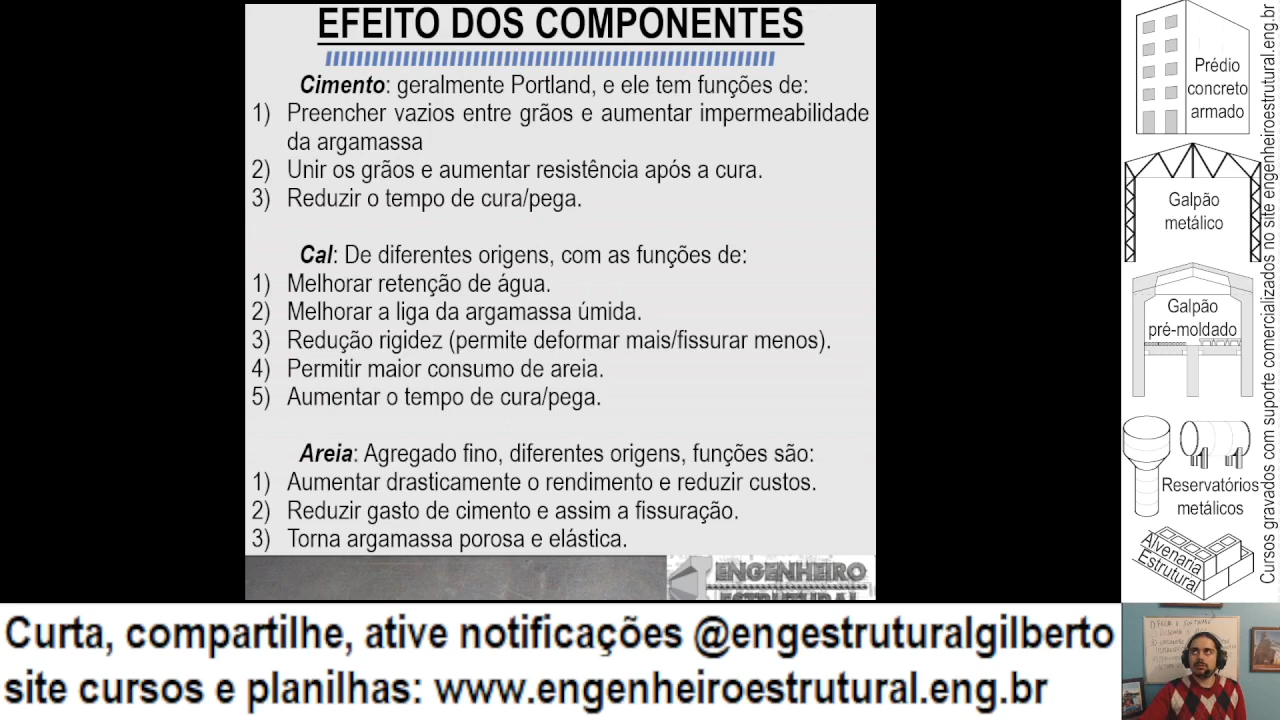 EFEITO DOS COMPONENTES
Cimento: geralmente Portland, e ele tem funções de:
1) Preencher vazios entre grãos e aumentar impermeabilidade
da argamassa
2) Unir os grãos e aumentar resistência após a cura.
3) Reduzir o tempo de cura/pega.
Cal: De diferentes origens, com as funções de:
1) Melhorar retenção de água.
2) Melhorar a liga da argamassa úmida.
3) Redução rigidez (permite deformar mais/fissurar menos).
4) Permitir maior consumo de areia.
5) Aumentar o tempo de cura/pega.
Areia: Agregado fino, diferentes origens, funções são:
1) Aumentar drasticamente o rendimento e reduzir custos.
2) Reduzir gasto de cimento e assim a fissuração.
3) Torna argamassa porosa e elástica.
ENGENHEIRO
ESTRUTURAL
Prédio
concreto
armado
Galpão
metálico
Galpão
pré-moldado
Reservatórios
metálicos
Alvenaria
Estrutural
Cursos gravados com suporte comercializados no site engenheiroestrutural.eng.br
Curta, compartilhe, ative notificações @engestruturalgilberto
site cursos e planilhas: www.engenheiroestrutural.eng.br